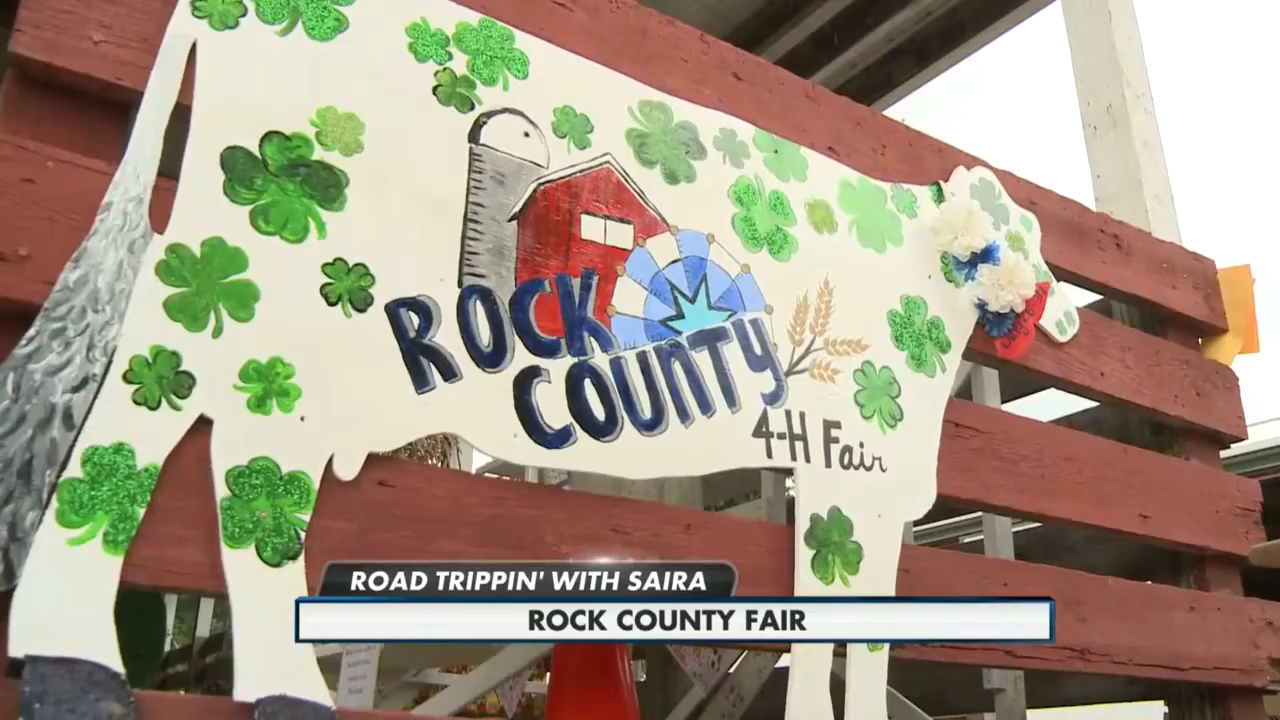 ROCK
COUNTY
4-H Fair
ROAD TRIPPIN' WITH SAIRA
ROCK COUNTY FAIR